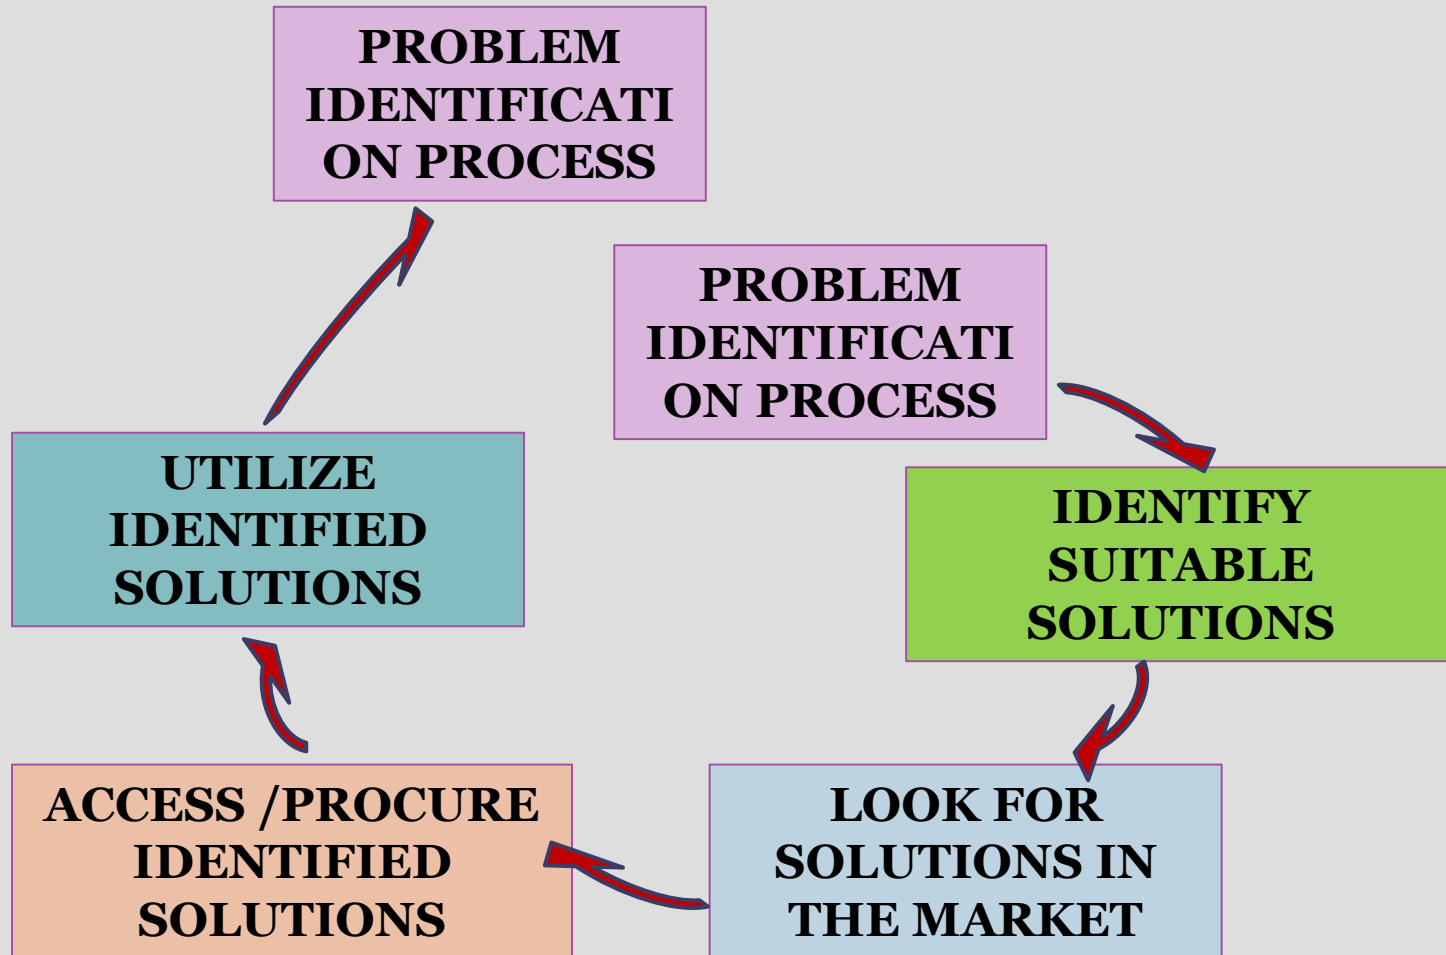 PROBLEM
IDENTIFICATI
ON PROCESS
PROBLEM
IDENTIFICATI
ON PROCESS
IDENTIFY
SUITABLE
SOLUTIONS
LOOK FOR
SOLUTIONS IN
THE MARKET
ACCESS /PROCURE
IDENTIFIED
SOLUTIONS
UTILIZE
IDENTIFIED
SOLUTIONS